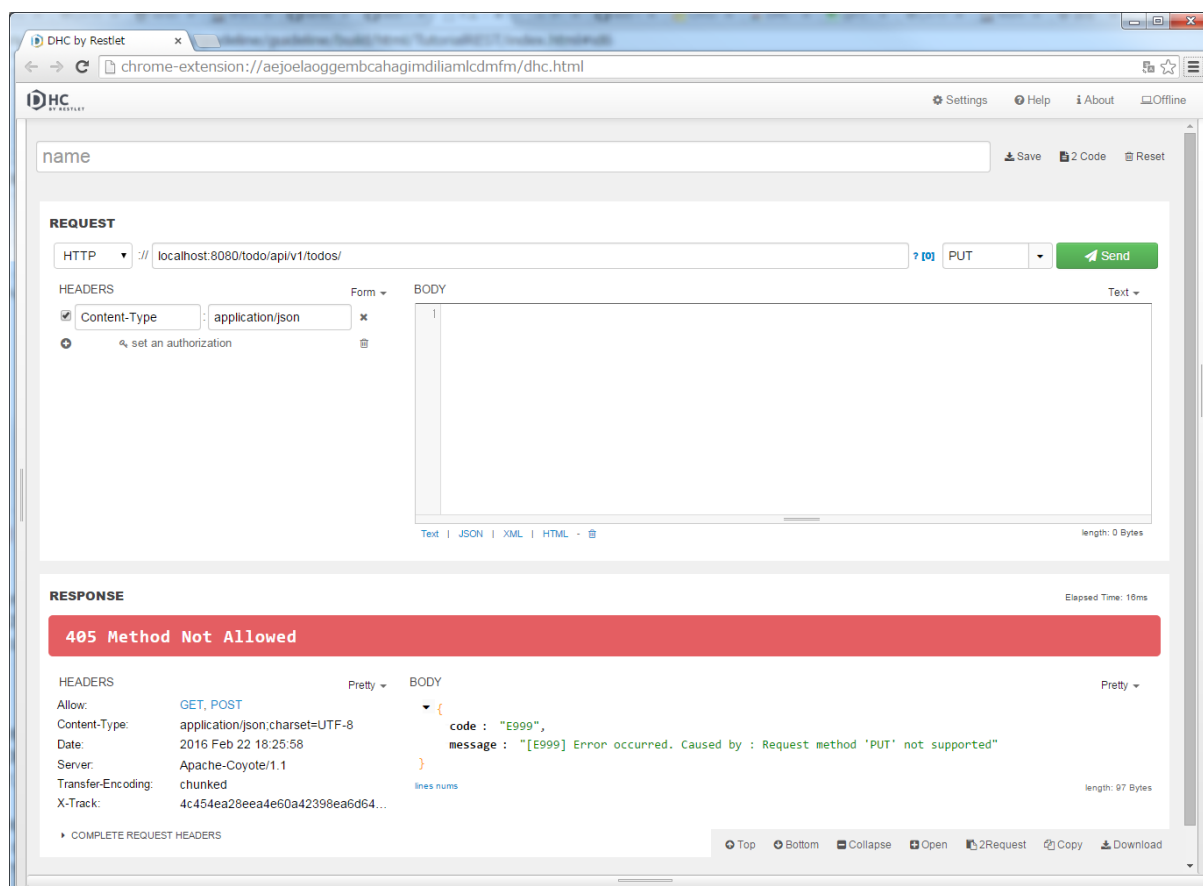 DHC by Restlet
chrome-extension://aejoelaoggembcahagimdiliamlcdmfm/dhc.html
DHC
BY RESTLET
Settings Help About Offline
name
Save 2 Code Reset
REQUEST
HTTP :// localhost:8080/todo/api/v1/todos/ ? [0] PUT Send
HEADERS Form BODY Text
Content-Type : application/json 1
set an authorization
Text | JSON | XML | HTML - length: 0 Bytes
RESPONSE Elapsed Time: 16ms
405 Method Not Allowed
HEADERS Pretty BODY Pretty
Allow: GET, POST {
Content-Type: application/json;charset=UTF-8 code : "E999",
Date: 2016 Feb 22 18:25:58 message : "[E999] Error occurred. Caused by : Request method 'PUT' not supported"
Server: Apache-Coyote/1.1 }
Transfer-Encoding: chunked lines nums length: 97 Bytes
X-Track: 4c454ea28eea4e60a42398ea6d64...
COMPLETE REQUEST HEADERS
Top Bottom Collapse Open 2Request Copy Download